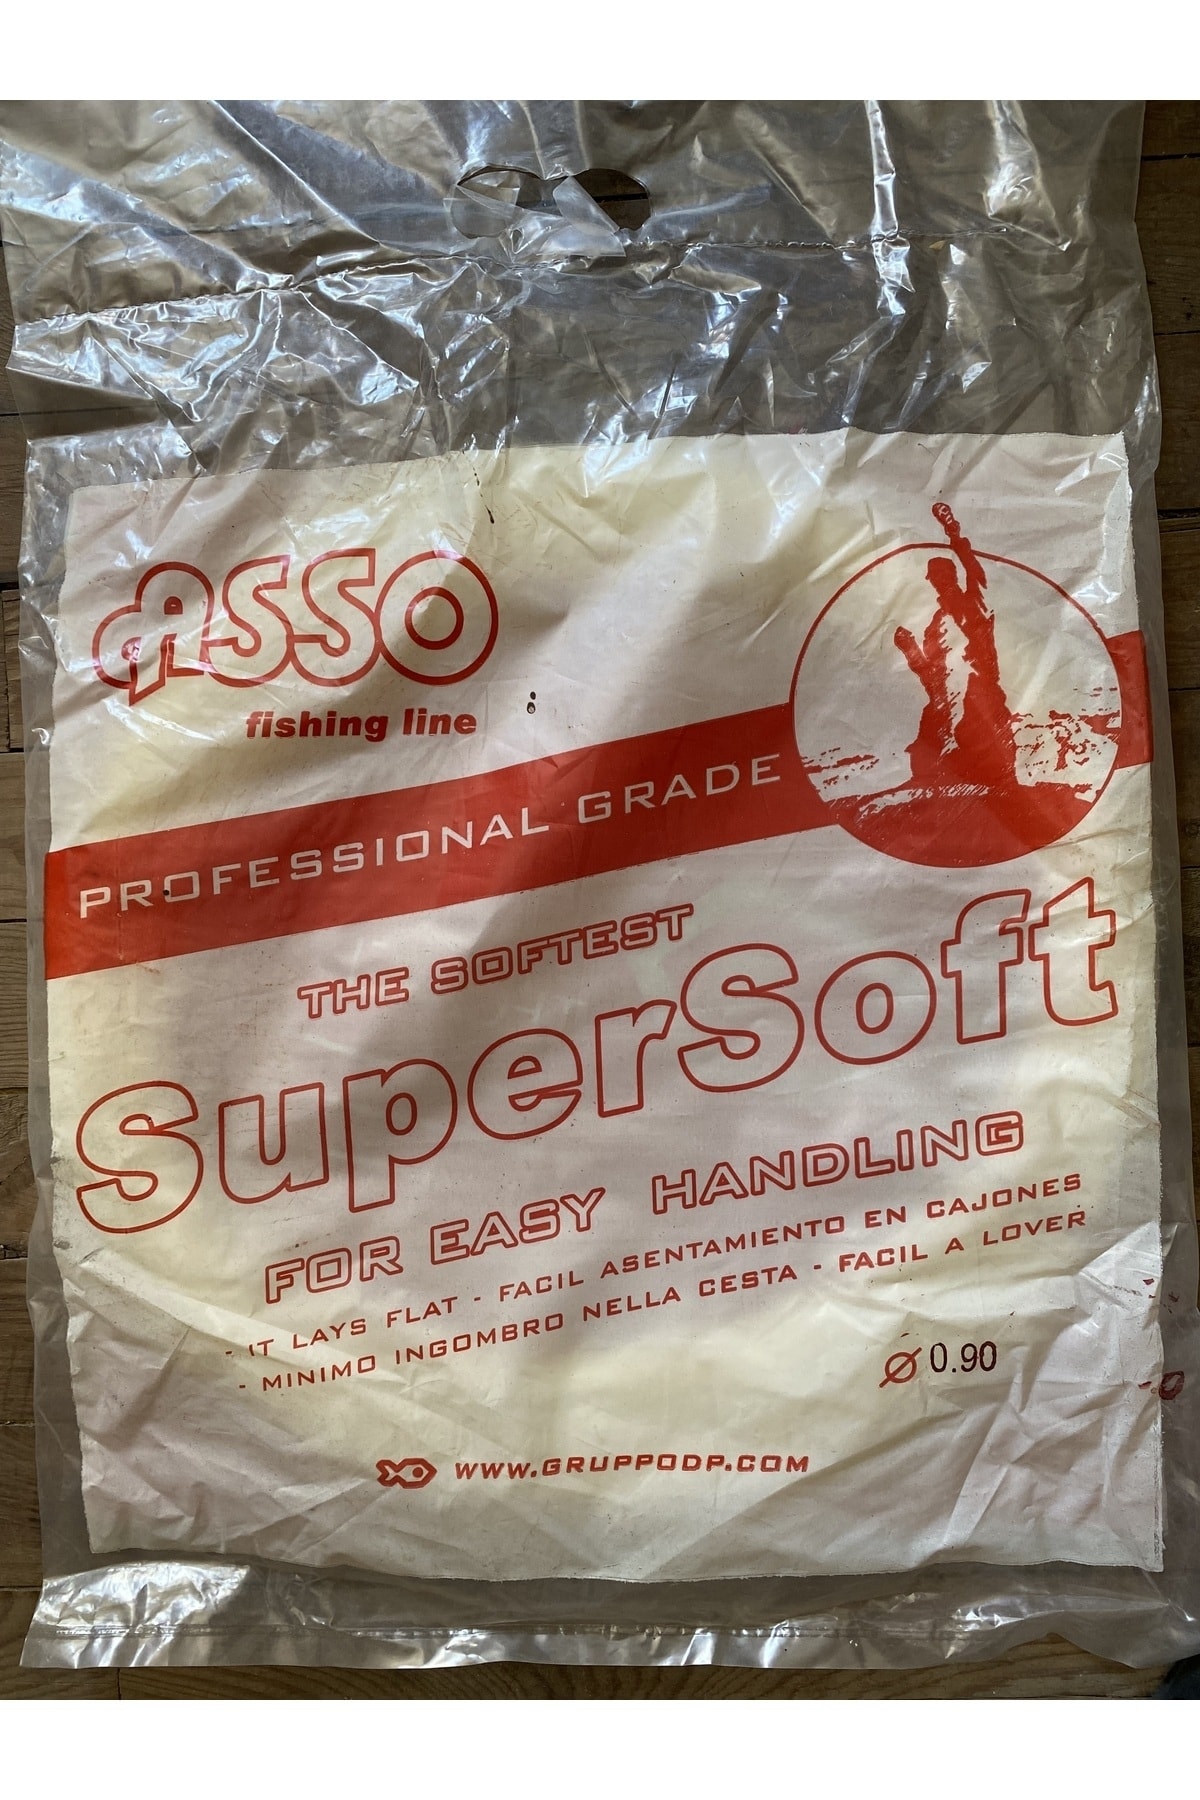 ASSO
fishing line
PROFESSIONAL GRADE
THE SOFTEST
SuperSoft
FOR EASY HANDLING
- IT LAYS FLAT - FACIL ASENTAMIENTO EN CAJONES
- MINIMO INGOMBRO NELLA CESTA - FACIL A LOVER
Ø 0.90
WWW.GRUPPODP.COM